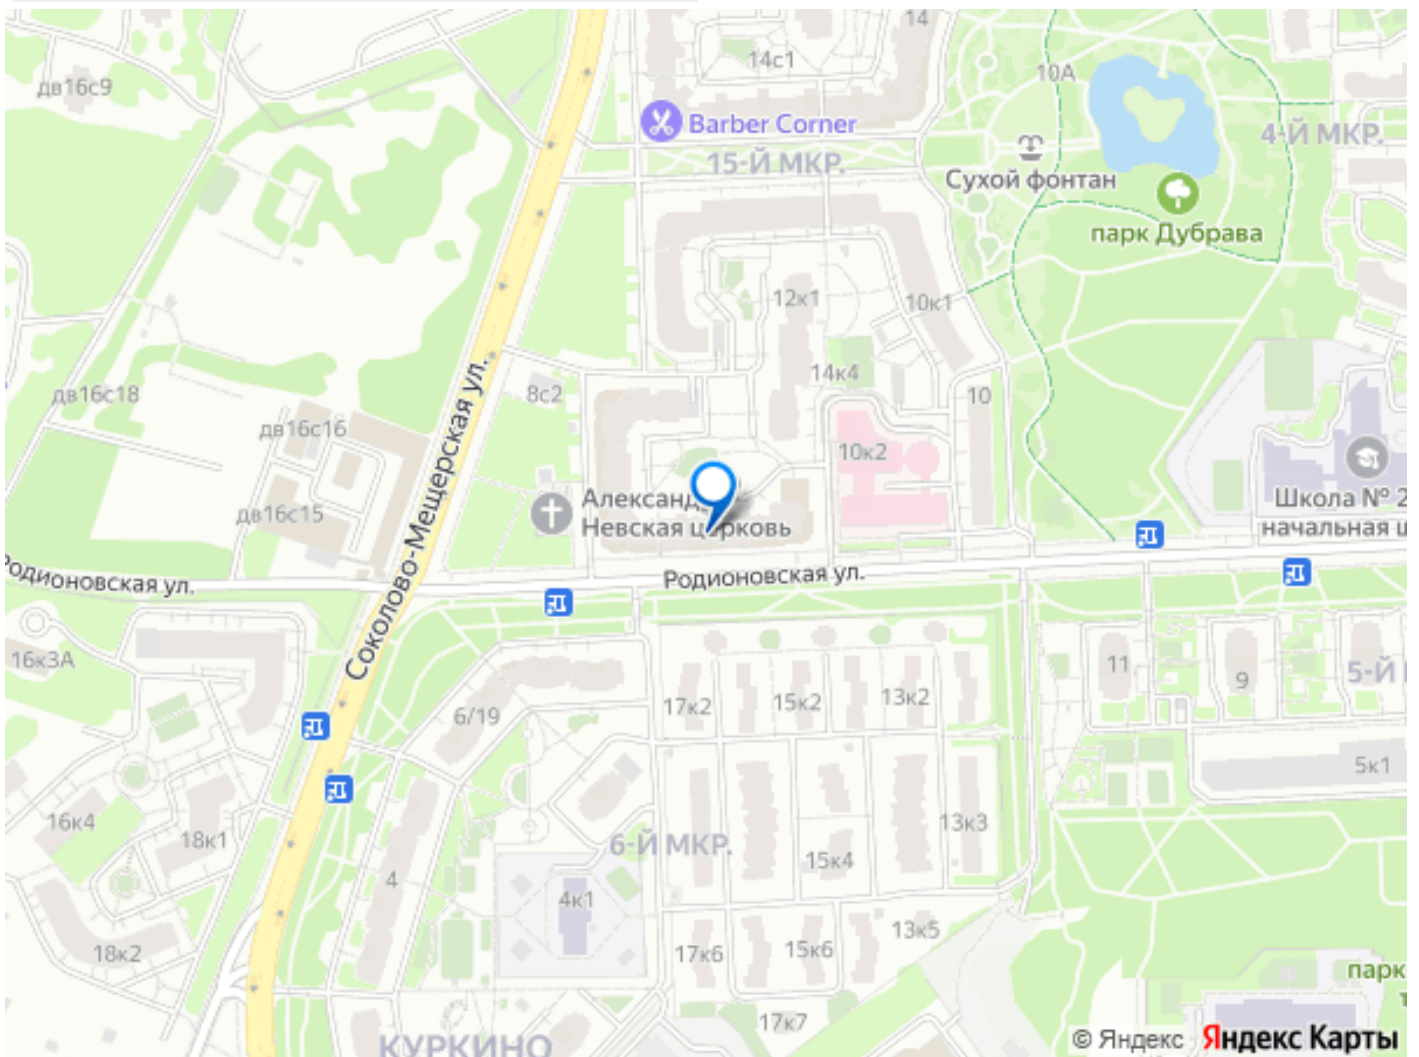 14
14с1
10А
дв16с9
Barber Corner
4-Й МКР.
15-Й МКР.
Сухой фонтан
парк Дубрава
12к1
10к1
14к4
8с2
10
дв16с18
дв16с16
10к2
Александ
Невская церковь
дв16с15
Школа № 2
начальная ш
Соколово-Мещерская ул.
Родионовская ул.
одионовская ул.
16к3А
11
9
5-Й
6/19
17к2
15к2
13к2
5к1
16к4
18к1
6-Й МКР.
13к3
15к4
4
4к1
18к2
17к6
15к6
13к5
парк
т
17к7
КУРКИНО
© Яндекс Яндекс Карты